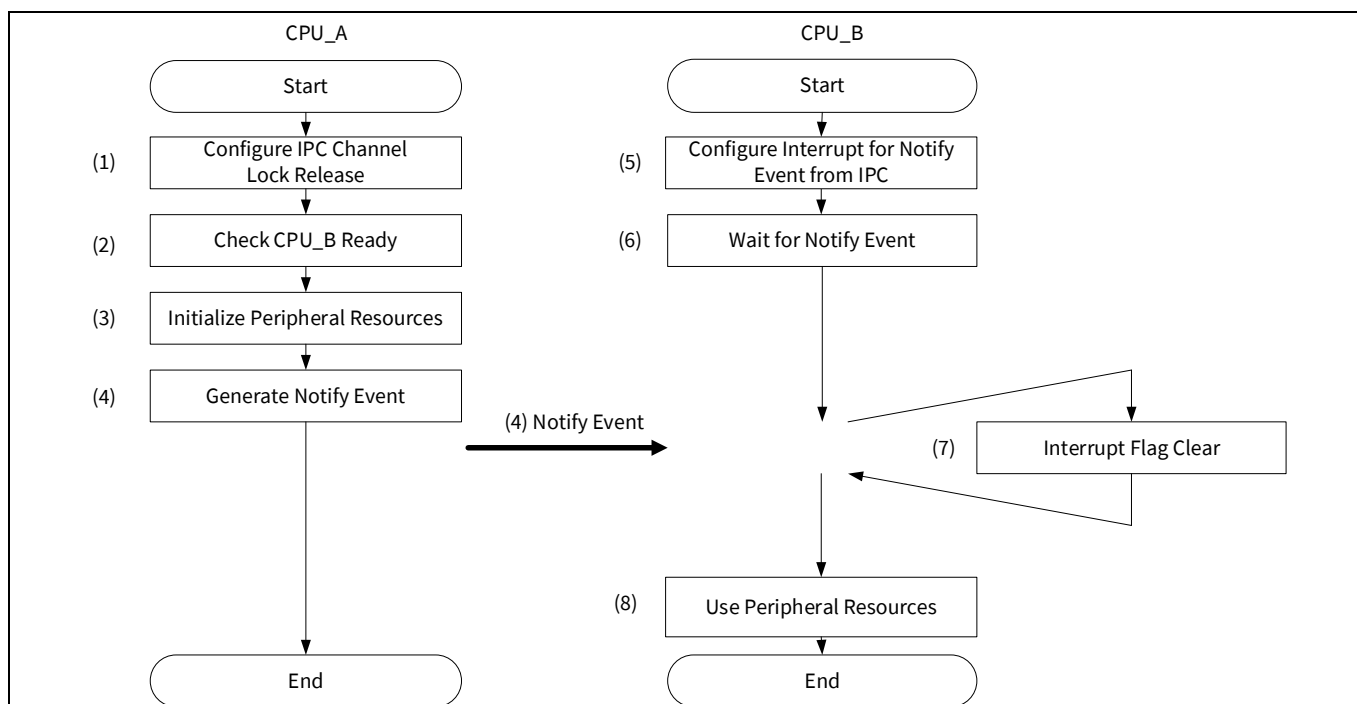 CPU_A
CPU_B
Start
Start
(1)
Configure IPC Channel
Lock Release
(5)
Configure Interrupt for Notify
Event from IPC
(2)
Check CPU_B Ready
(6)
Wait for Notify Event
(3)
Initialize Peripheral Resources
(4)
Generate Notify Event
(4) Notify Event
(7)
Interrupt Flag Clear
(8)
Use Peripheral Resources
End
End